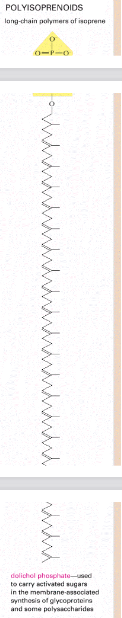 POLYISOPRENOIDS
long-chain polymers of isoprene
O⁻
O=P–O⁻
O
dolichol phosphate—used
to carry activated sugars
in the membrane-associated
synthesis of glycoproteins
and some polysaccharides